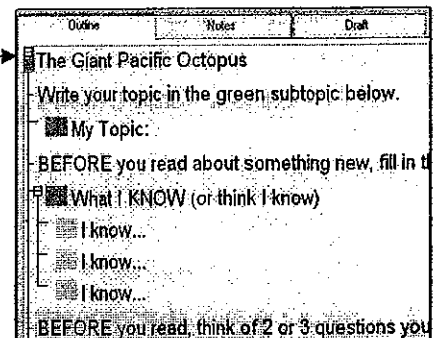 Outline Notes Draft
The Giant Pacific Octopus
Write your topic in the green subtopic below.
My Topic:
BEFORE you read about something new, fill in t
What I KNOW (or think I know)
I know...
I know...
I know...
BEFORE you read, think of 2 or 3 questions you